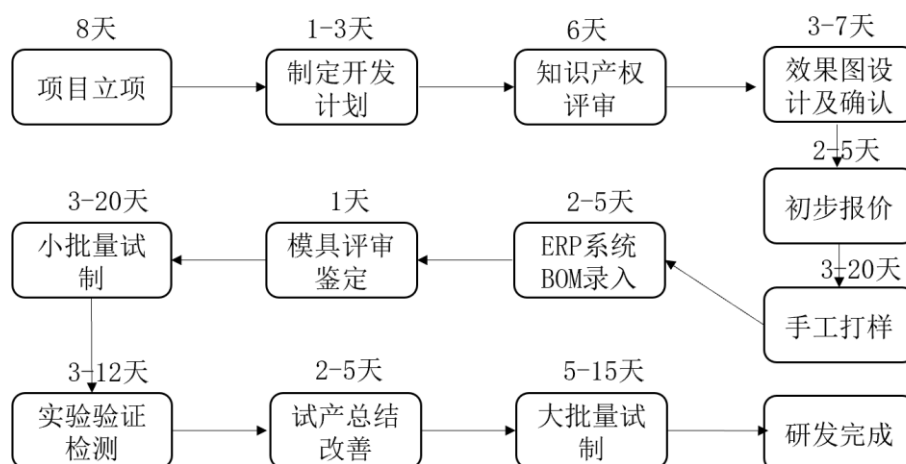 8天
项目立项
1-3天
制定开发
计划
6天
知识产权
评审
3-7天
效果图设
计及确认
2-5天
初步报价
3-20天
手工打样
2-5天
ERP系统
BOM录入
1天
模具评审
鉴定
3-20天
小批量试
制
3-12天
实验验证
检测
2-5天
试产总结
改善
5-15天
大批量试
制
研发完成